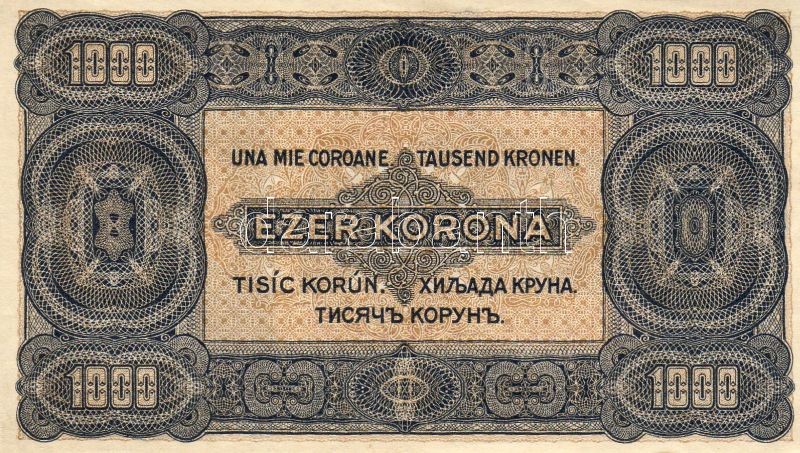 1000 1000
UNA MIE COROANE. TAUSEND KRONEN.
EZER KORONA
TISÍC KORÚN. ХИЉАДА КРУНА.
ТИСЯЧЪ КОРУНЪ.
1000 1000